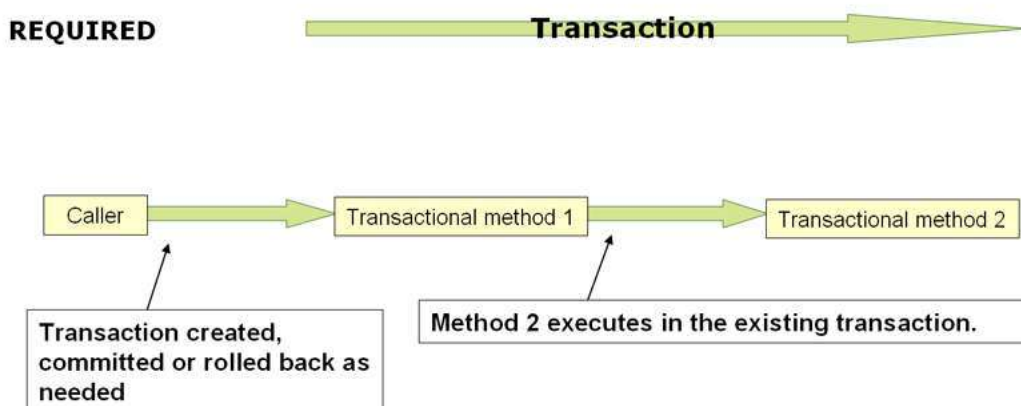 REQUIRED
Transaction
Caller
Transactional method 1
Transactional method 2
Transaction created,
committed or rolled back as
needed
Method 2 executes in the existing transaction.